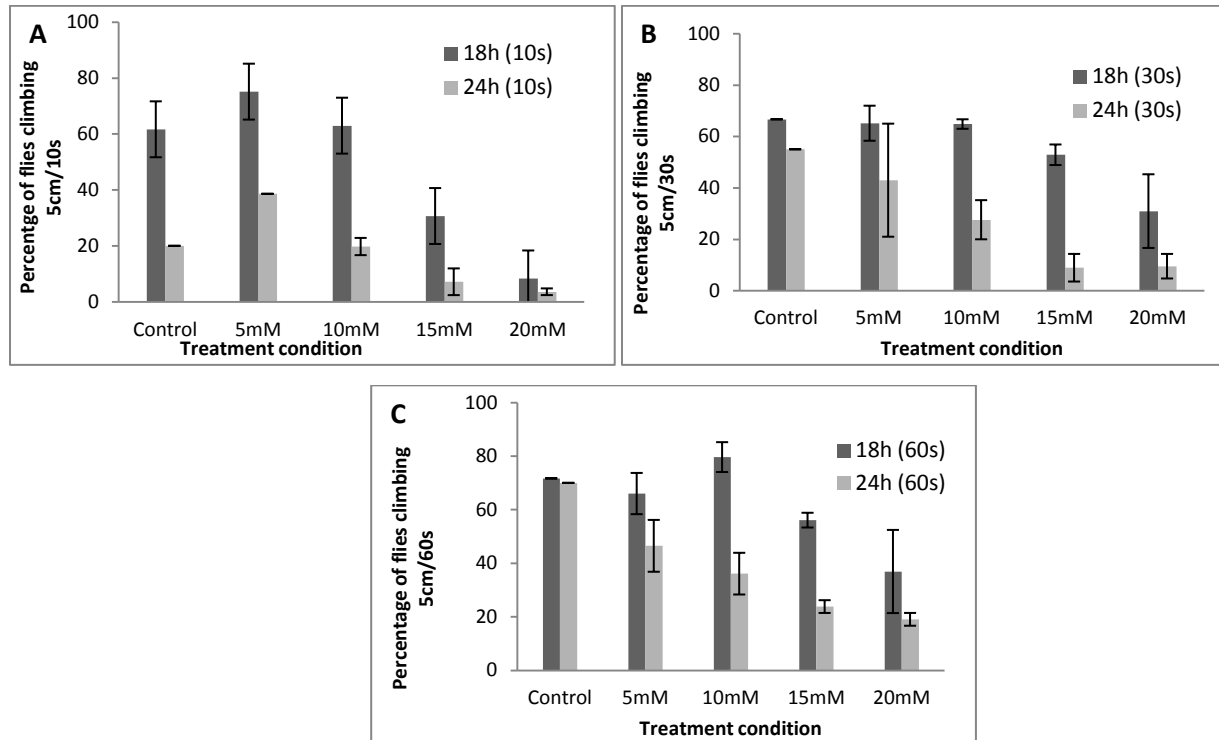 A
Percentge of flies climbing
5cm/10s
100
80
60
40
20
0
18h (10s)
24h (10s)
Control 5mM 10mM 15mM 20mM
Treatment condition
B
Percentage of flies climbing
5cm/30s
100
80
60
40
20
0
18h (30s)
24h (30s)
Control 5mM 10mM 15mM 20mM
Treatment condition
C
Percentage of flies climbing
5cm/60s
100
80
60
40
20
0
18h (60s)
24h (60s)
Control 5mM 10mM 15mM 20mM
Treatment condition